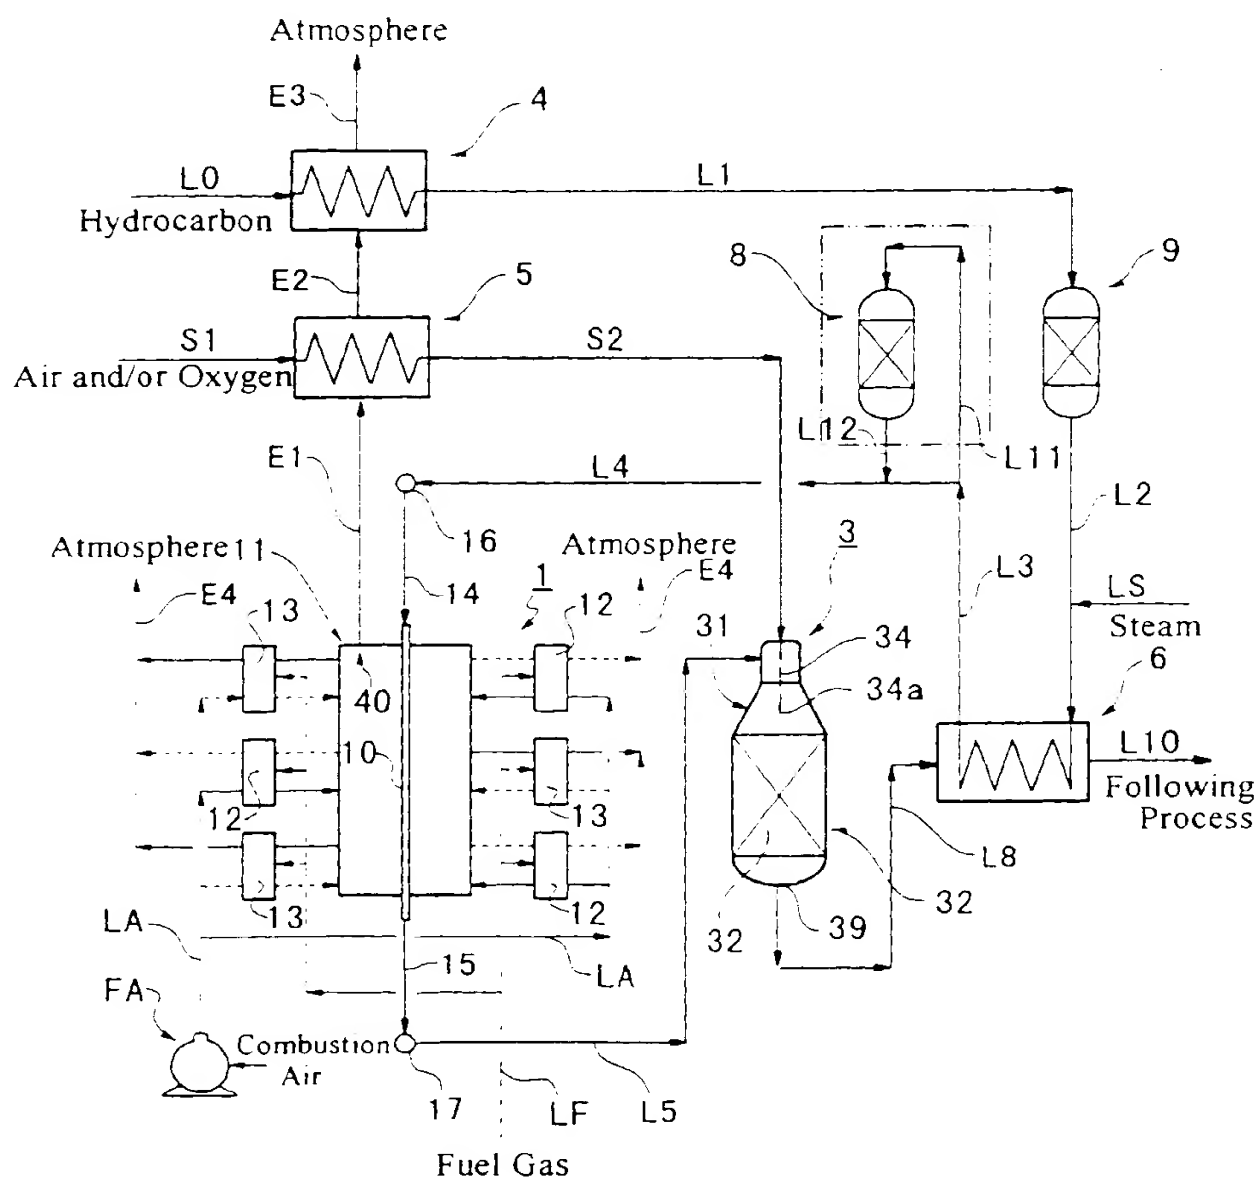 Atmosphere
E3
4
L0
L1
Hydrocarbon
E2
5
8
9
S1
S2
Air and/or Oxygen
L12
L11
E1
L4
L2
16
Atmosphere 11
Atmosphere
3
E4
13
14
1
12
E4
L3
LS
Steam
31
34
6
40
34a
10
L10
Following
Process
12
13
L8
13
12
32
39
32
LA
15
LA
FA
Combustion
Air
17
LF
L5
Fuel Gas